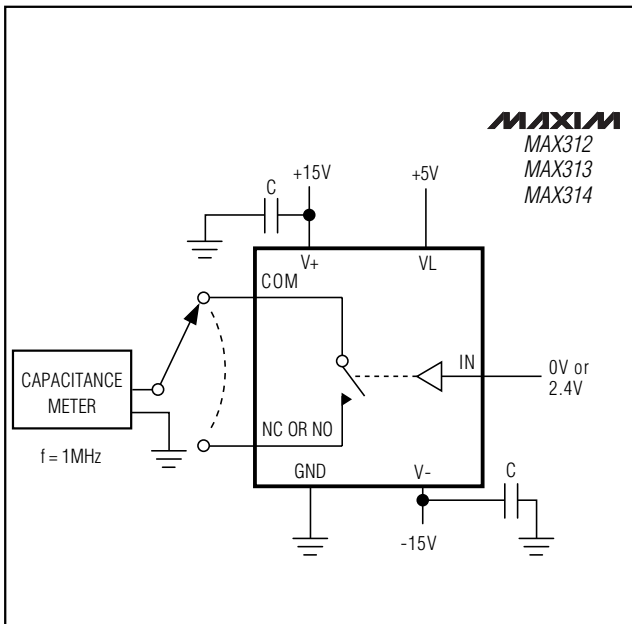 MAXIM
MAX312
MAX313
MAX314
+15V
+5V
C
V+
VL
COM
IN
0V or
2.4V
CAPACITANCE
METER
NC OR NO
f = 1MHz
GND
V-
C
-15V